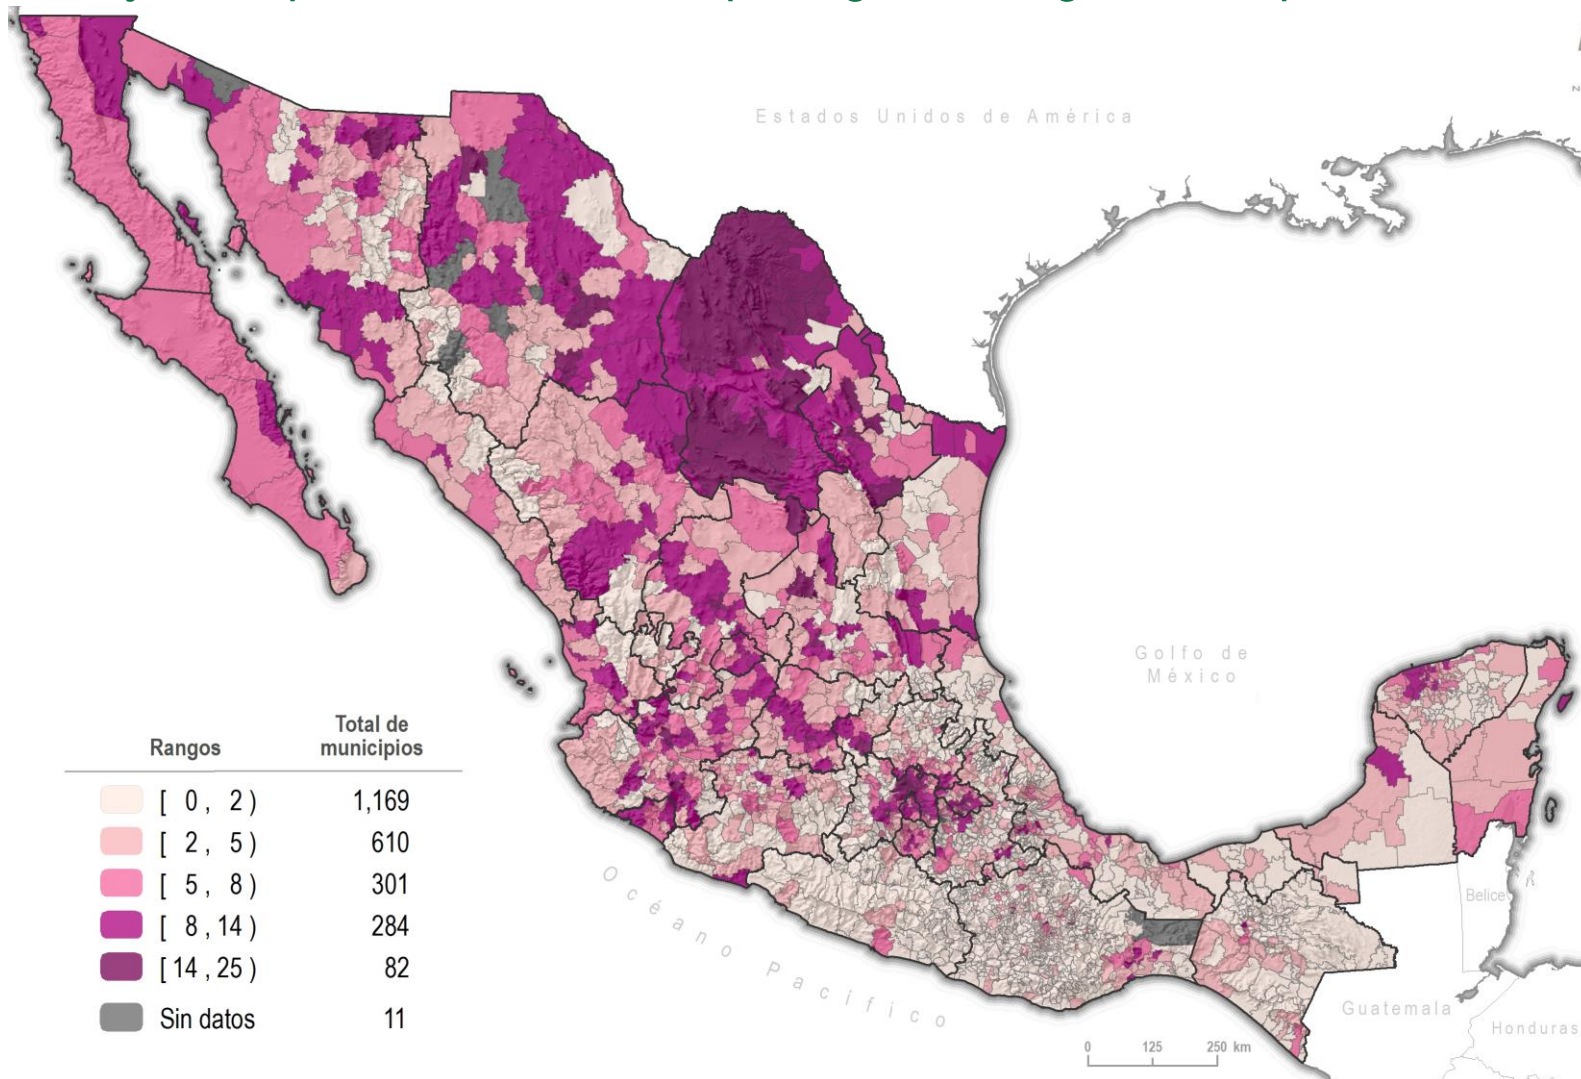 Estados Unidos de América
Golfo de
México
Océano Pacífico
Belice
Guatemala
Honduras
Rangos
Total de
municipios
[ 0 , 2 ) 1,169
[ 2 , 5 ) 610
[ 5 , 8 ) 301
[ 8 , 14 ) 284
[ 14 , 25 ) 82
Sin datos 11
0 125 250 km